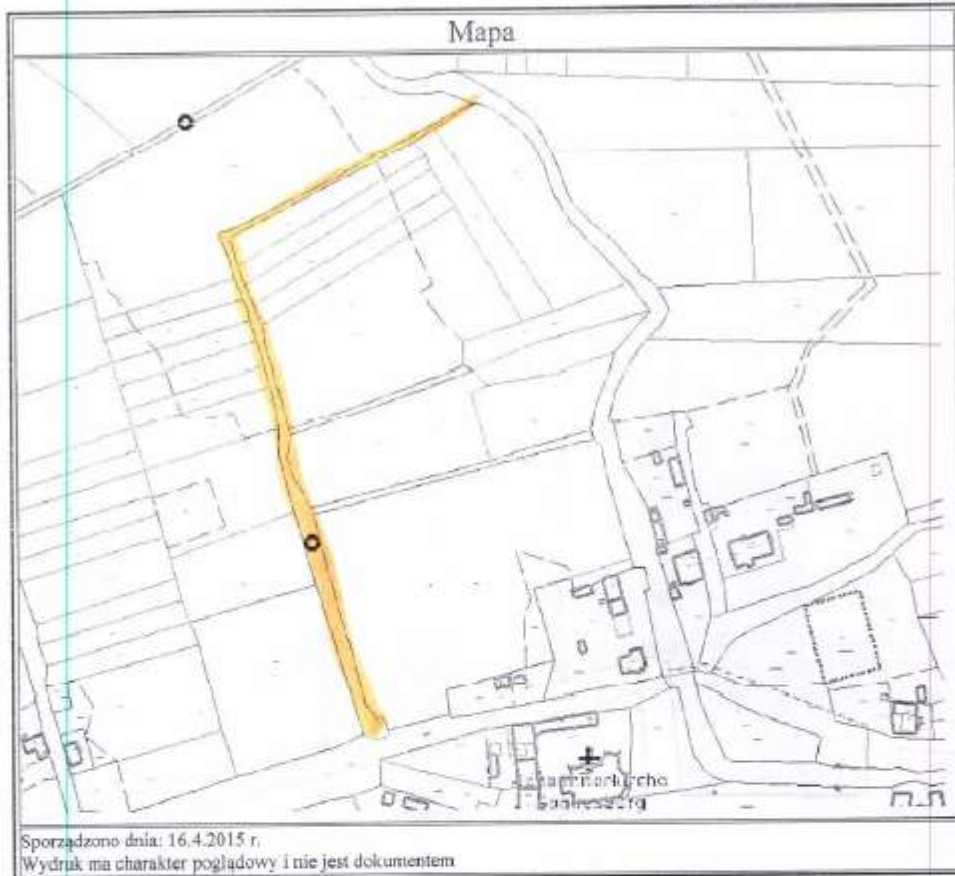 Mapa
Sporządzono dnia: 16.4.2015 r.
Wydruk ma charakter poglądowy i nie jest dokumentem